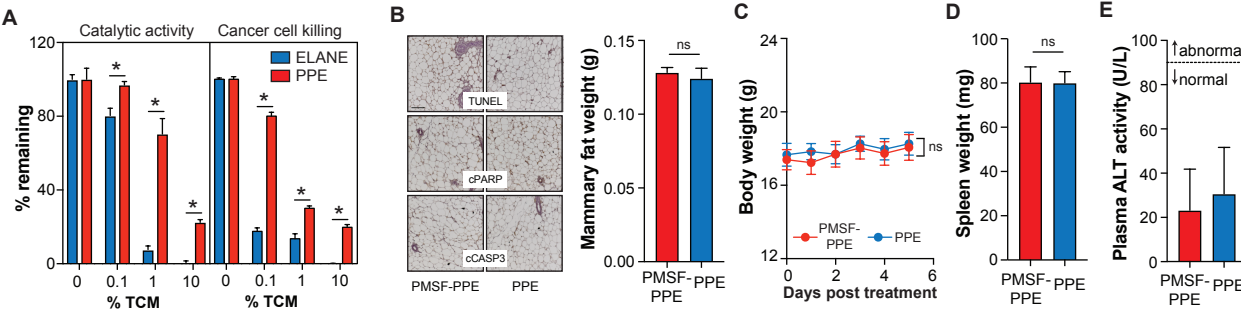 A
Catalytic activity
Cancer cell killing
ELANE
PPE
% remaining
120
80
40
0
*
*
*
*
*
*
0
0.1
1
10
0
0.1
1
10
% TCM
% TCM
B
TUNEL
cPARP
cCASP3
PMSF-PPE
PPE
Mammary fat weight (g)
0.15
0.10
0.05
0.00
ns
PMSF-
PPE
PPE
C
Body weight (g)
24
20
16
12
ns
PMSF-
PPE
PPE
0
2
4
6
Days post treatment
D
Spleen weight (mg)
100
80
60
40
20
0
ns
PMSF-
PPE
PPE
E
Plasma ALT activity (U/L)
100
80
60
40
20
0
↑abnorma
↓normal
PMSF-
PPE
PPE